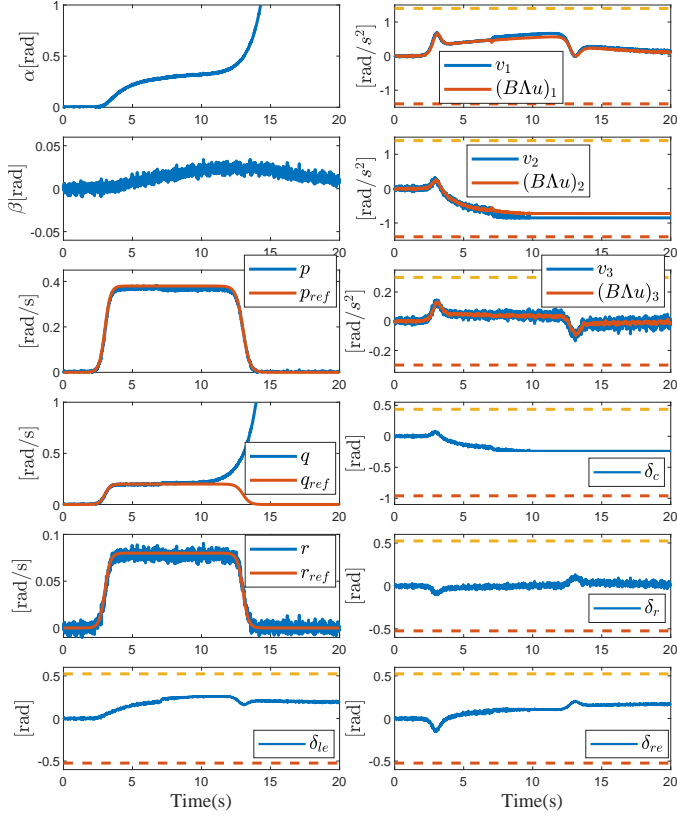 α[rad]
1
0.5
0
0 5 10 15 20
β[rad]
0.05
0
-0.05
0 5 10 15 20
[rad/s]
0.4
0.2
0
0 5 10 15 20
p
p_ref
[rad/s]
1
0.5
0
0 5 10 15 20
q
q_ref
[rad/s]
0.1
0.05
0
0 5 10 15 20
r
r_ref
[rad]
0.5
0
-0.5
0 5 10 15 20
δ_le
Time(s)
[rad/s²]
1
0
-1
0 5 10 15 20
v₁
(BΛu)₁
[rad/s²]
1
0
-1
0 5 10 15 20
v₂
(BΛu)₂
[rad/s²]
0.2
0
-0.2
0 5 10 15 20
v₃
(BΛu)₃
[rad]
0.5
0
-0.5
-1
0 5 10 15 20
δ_c
[rad]
0.5
0
-0.5
0 5 10 15 20
δ_r
[rad]
0.5
0
-0.5
0 5 10 15 20
δ_re
Time(s)